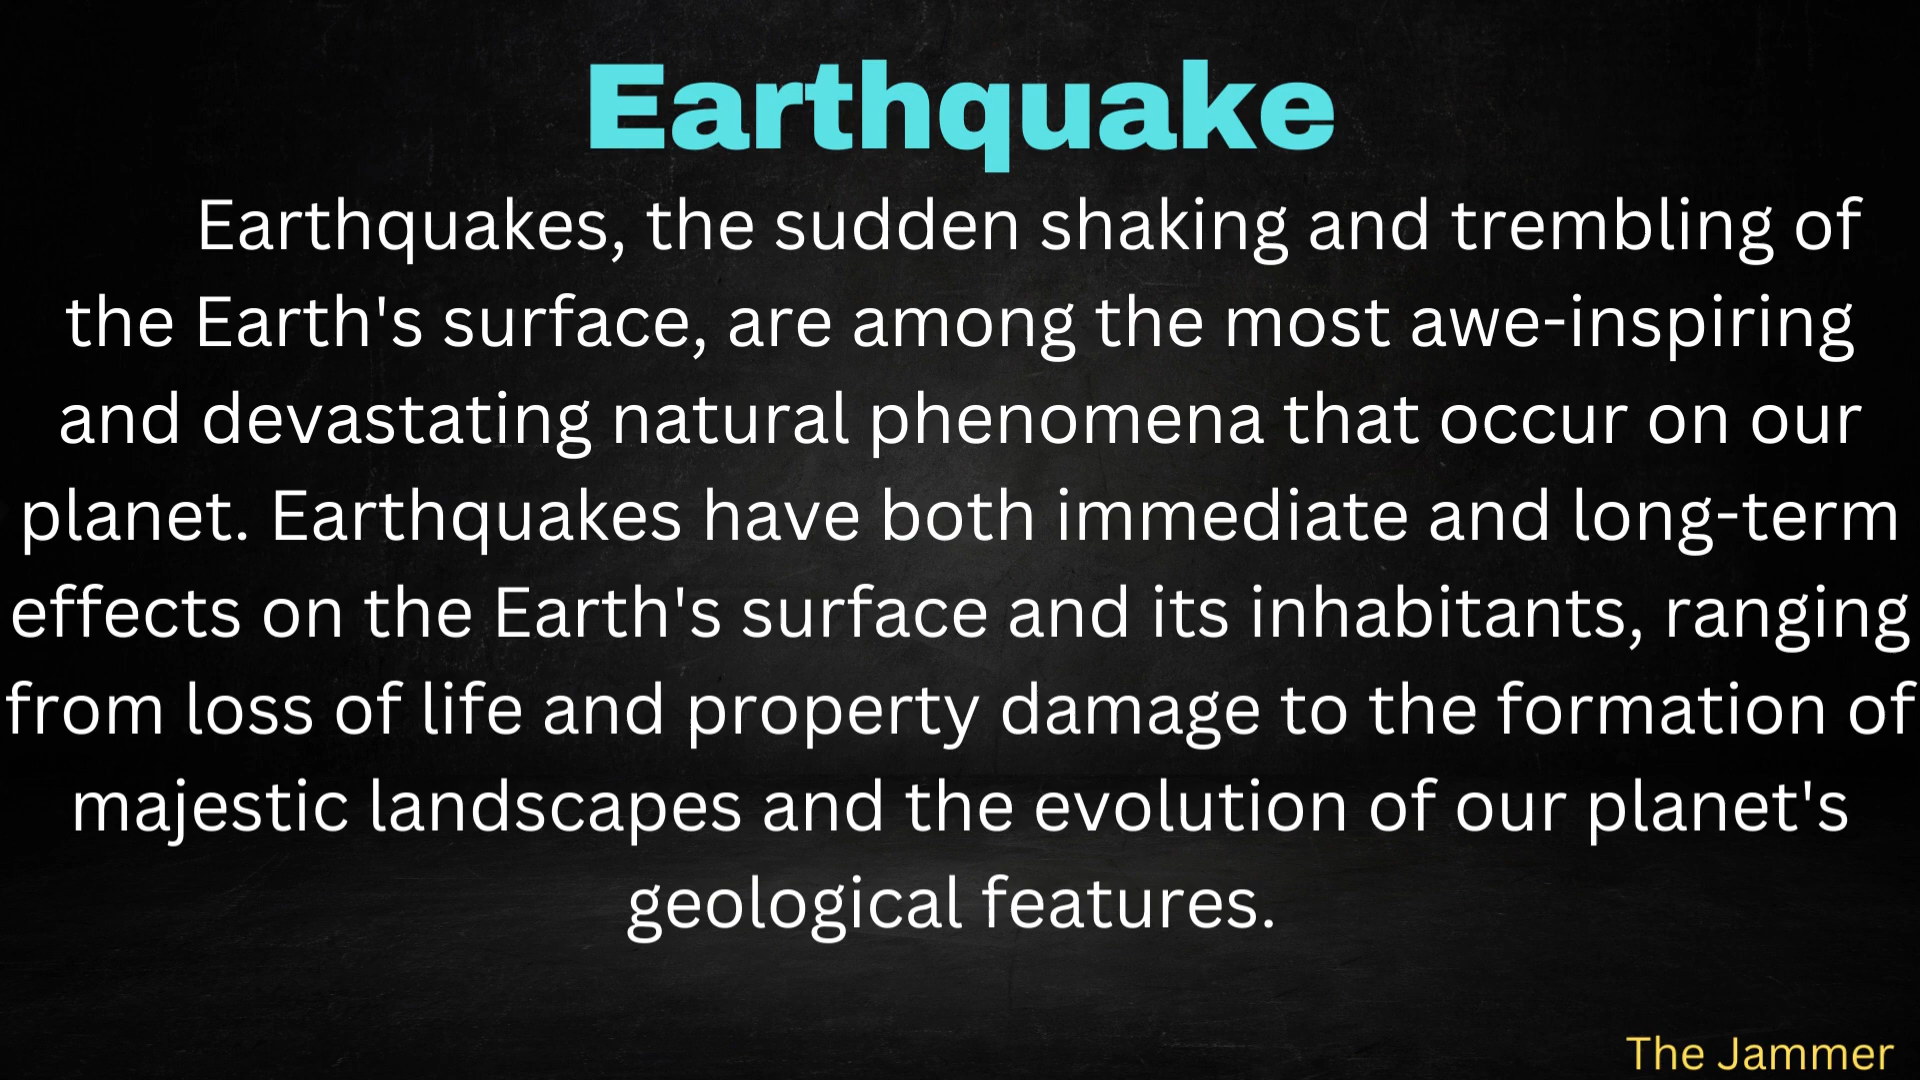 Earthquake
Earthquakes, the sudden shaking and trembling of
the Earth's surface, are among the most awe-inspiring
and devastating natural phenomena that occur on our
planet. Earthquakes have both immediate and long-term
effects on the Earth's surface and its inhabitants, ranging
from loss of life and property damage to the formation of
majestic landscapes and the evolution of our planet's
geological features.
The Jammer